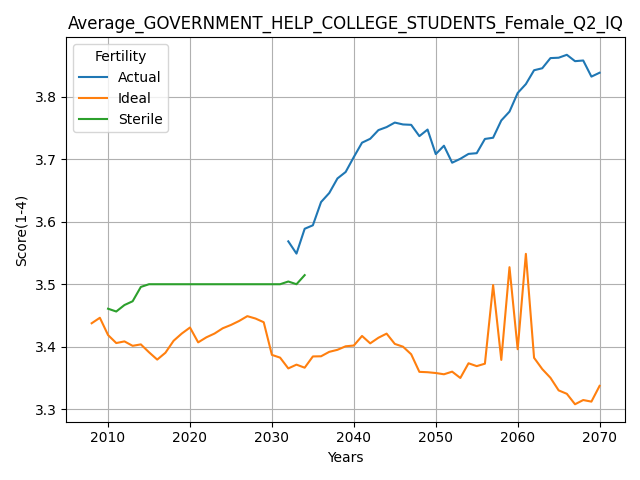 Average_GOVERNMENT_HELP_COLLEGE_STUDENTS_Female_Q2_IQ
Fertility
Actual
Ideal
Sterile
Score(1-4)
3.8
3.7
3.6
3.5
3.4
3.3
2010 2020 2030 2040 2050 2060 2070
Years